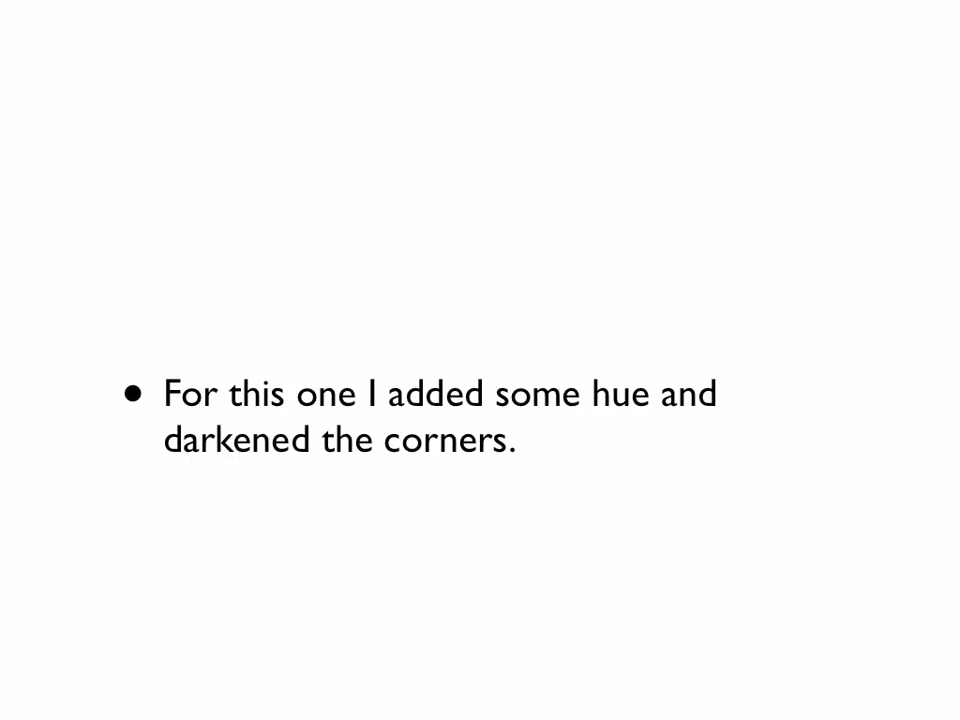 • For this one I added some hue and
darkened the corners.